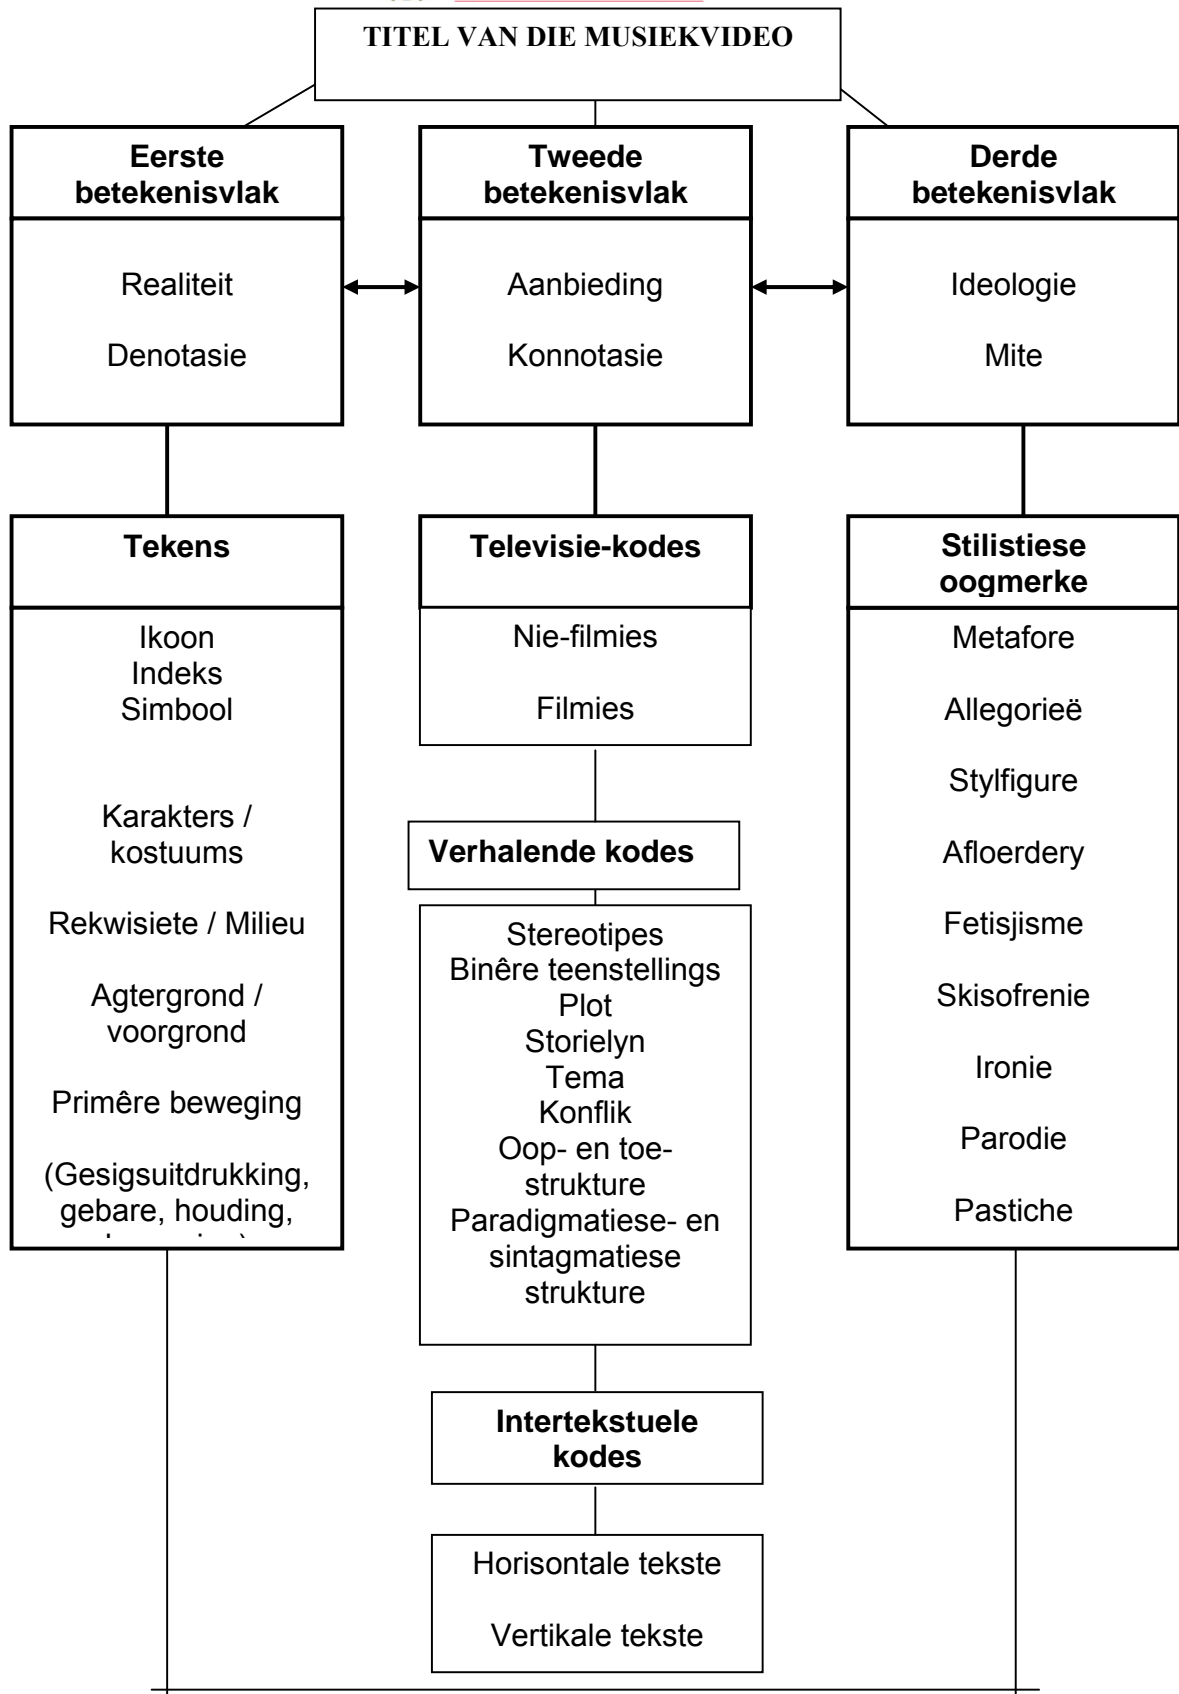 TITEL VAN DIE MUSIEKVIDEO
Eerste
betekenisvlak
Realiteit
Denotasie
Tweede
betekenisvlak
Aanbieding
Konnotasie
Derde
betekenisvlak
Ideologie
Mite
Tekens
Ikoon
Indeks
Simbool
Karakters /
kostuums
Rekwisiete / Milieu
Agtergrond /
voorgrond
Primêre beweging
(Gesigsuitdrukking,
gebare, houding,
Televisie-kodes
Nie-filmies
Filmies
Verhalende kodes
Stereotipes
Binêre teenstellings
Plot
Storielyn
Tema
Konflik
Oop- en toe-
strukture
Paradigmatiese- en
sintagmatiese
strukture
Intertekstuele
kodes
Horisontale tekste
Vertikale tekste
Stilistiese
oogmerke
Metafore
Allegorieë
Stylfigure
Afloerdery
Fetisjisme
Skisofrenie
Ironie
Parodie
Pastiche